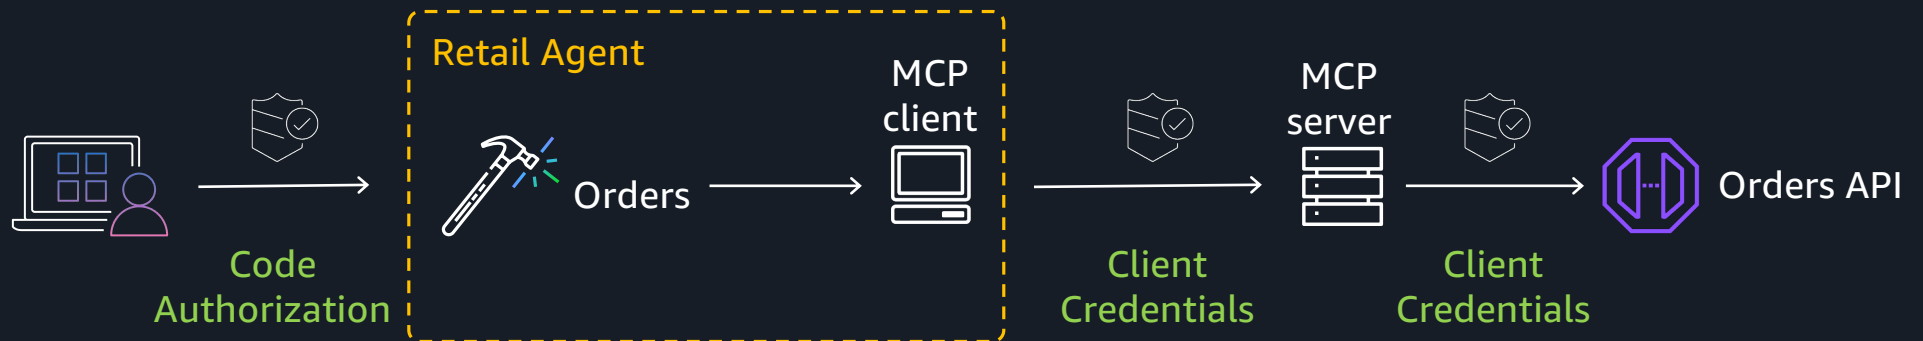 Retail Agent
MCP
client
MCP
server
Orders
Orders API
Code
Authorization
Client
Credentials
Client
Credentials